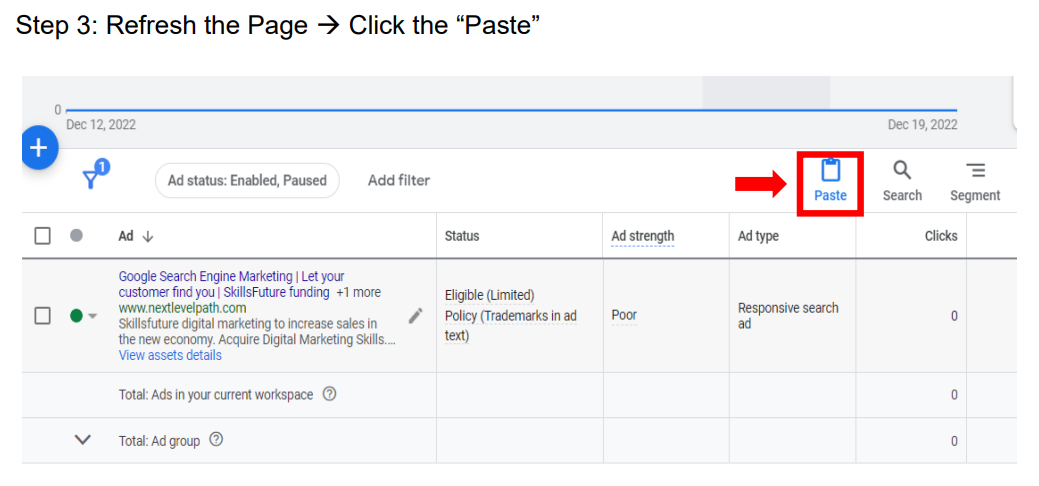 Step 3: Refresh the Page → Click the “Paste”
0
Dec 12, 2022
Dec 19, 2022
+
1
Ad status: Enabled, Paused
Add filter
Paste
Search
Segment
Ad ↓
Status
Ad strength
Ad type
Clicks
Google Search Engine Marketing | Let your
customer find you | SkillsFuture funding +1 more
www.nextlevelpath.com
Skillsfuture digital marketing to increase sales in
the new economy. Acquire Digital Marketing Skills....
View assets details
Eligible (Limited)
Policy (Trademarks in ad
text)
Poor
Responsive search
ad
0
Total: Ads in your current workspace ?
0
Total: Ad group ?
0